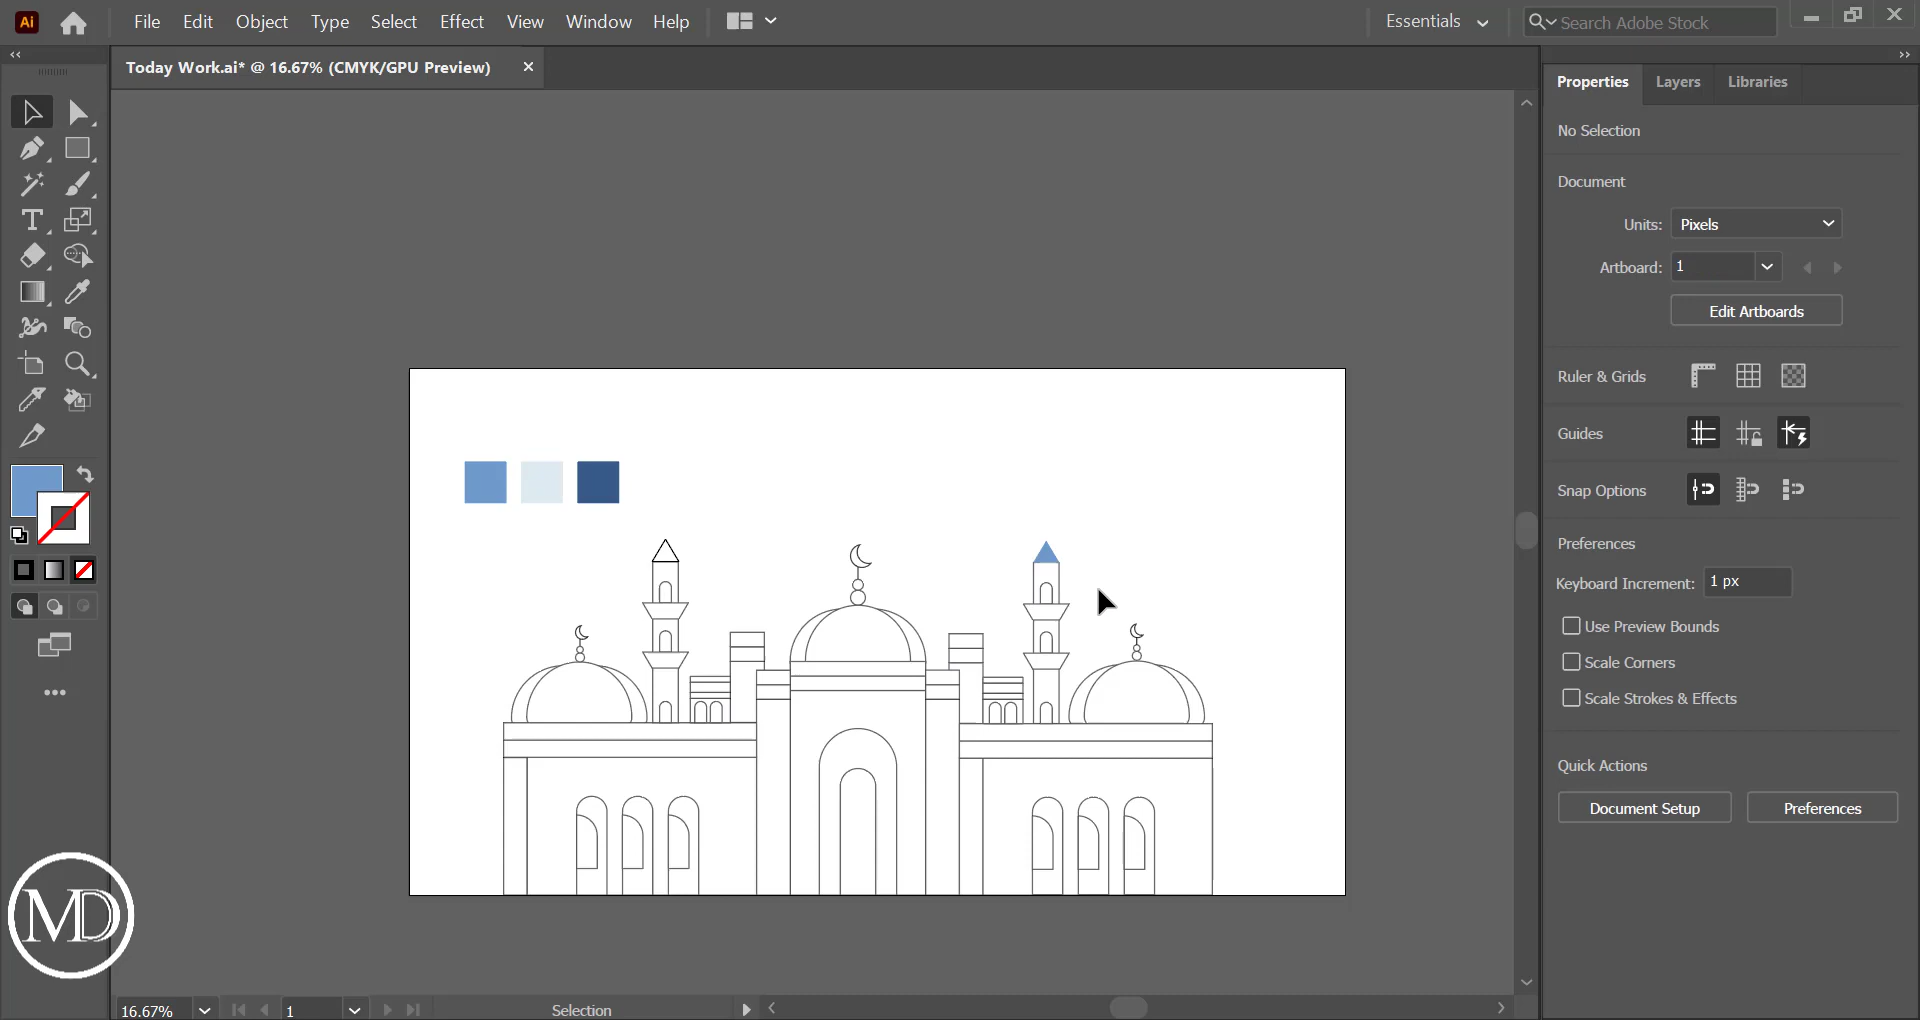 Ai File Edit Object Type Select Effect View Window Help Essentials Search Adobe Stock
Today Work.ai* @ 16.67% (CMYK/GPU Preview)
Properties Layers Libraries
No Selection
Document
Units: Pixels
Artboard: 1
Edit Artboards
Ruler & Grids
Guides
Snap Options
Preferences
Keyboard Increment: 1 px
Use Preview Bounds
Scale Corners
Scale Strokes & Effects
Quick Actions
Document Setup Preferences
MD
16.67% 1 Selection